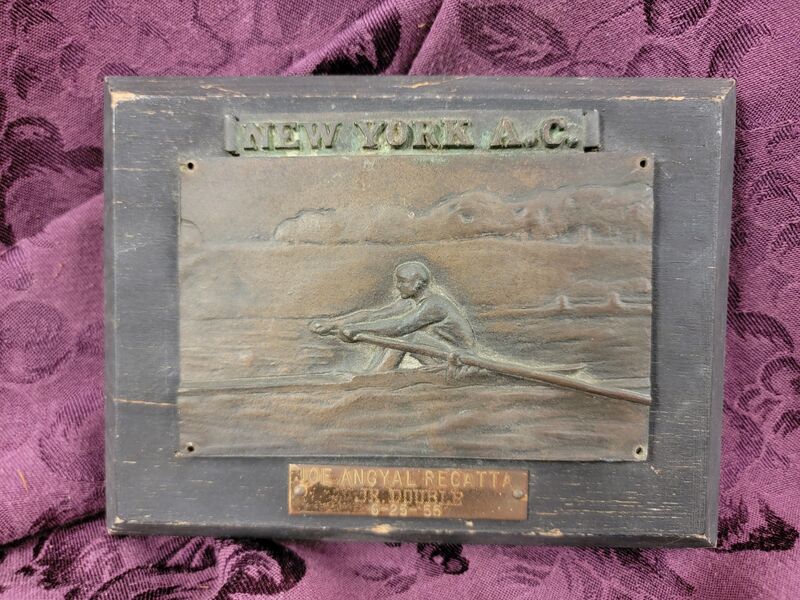 NEW YORK A.C.
JOE ANGYAL REGATTA
JR. DOUBLE
6-25-55